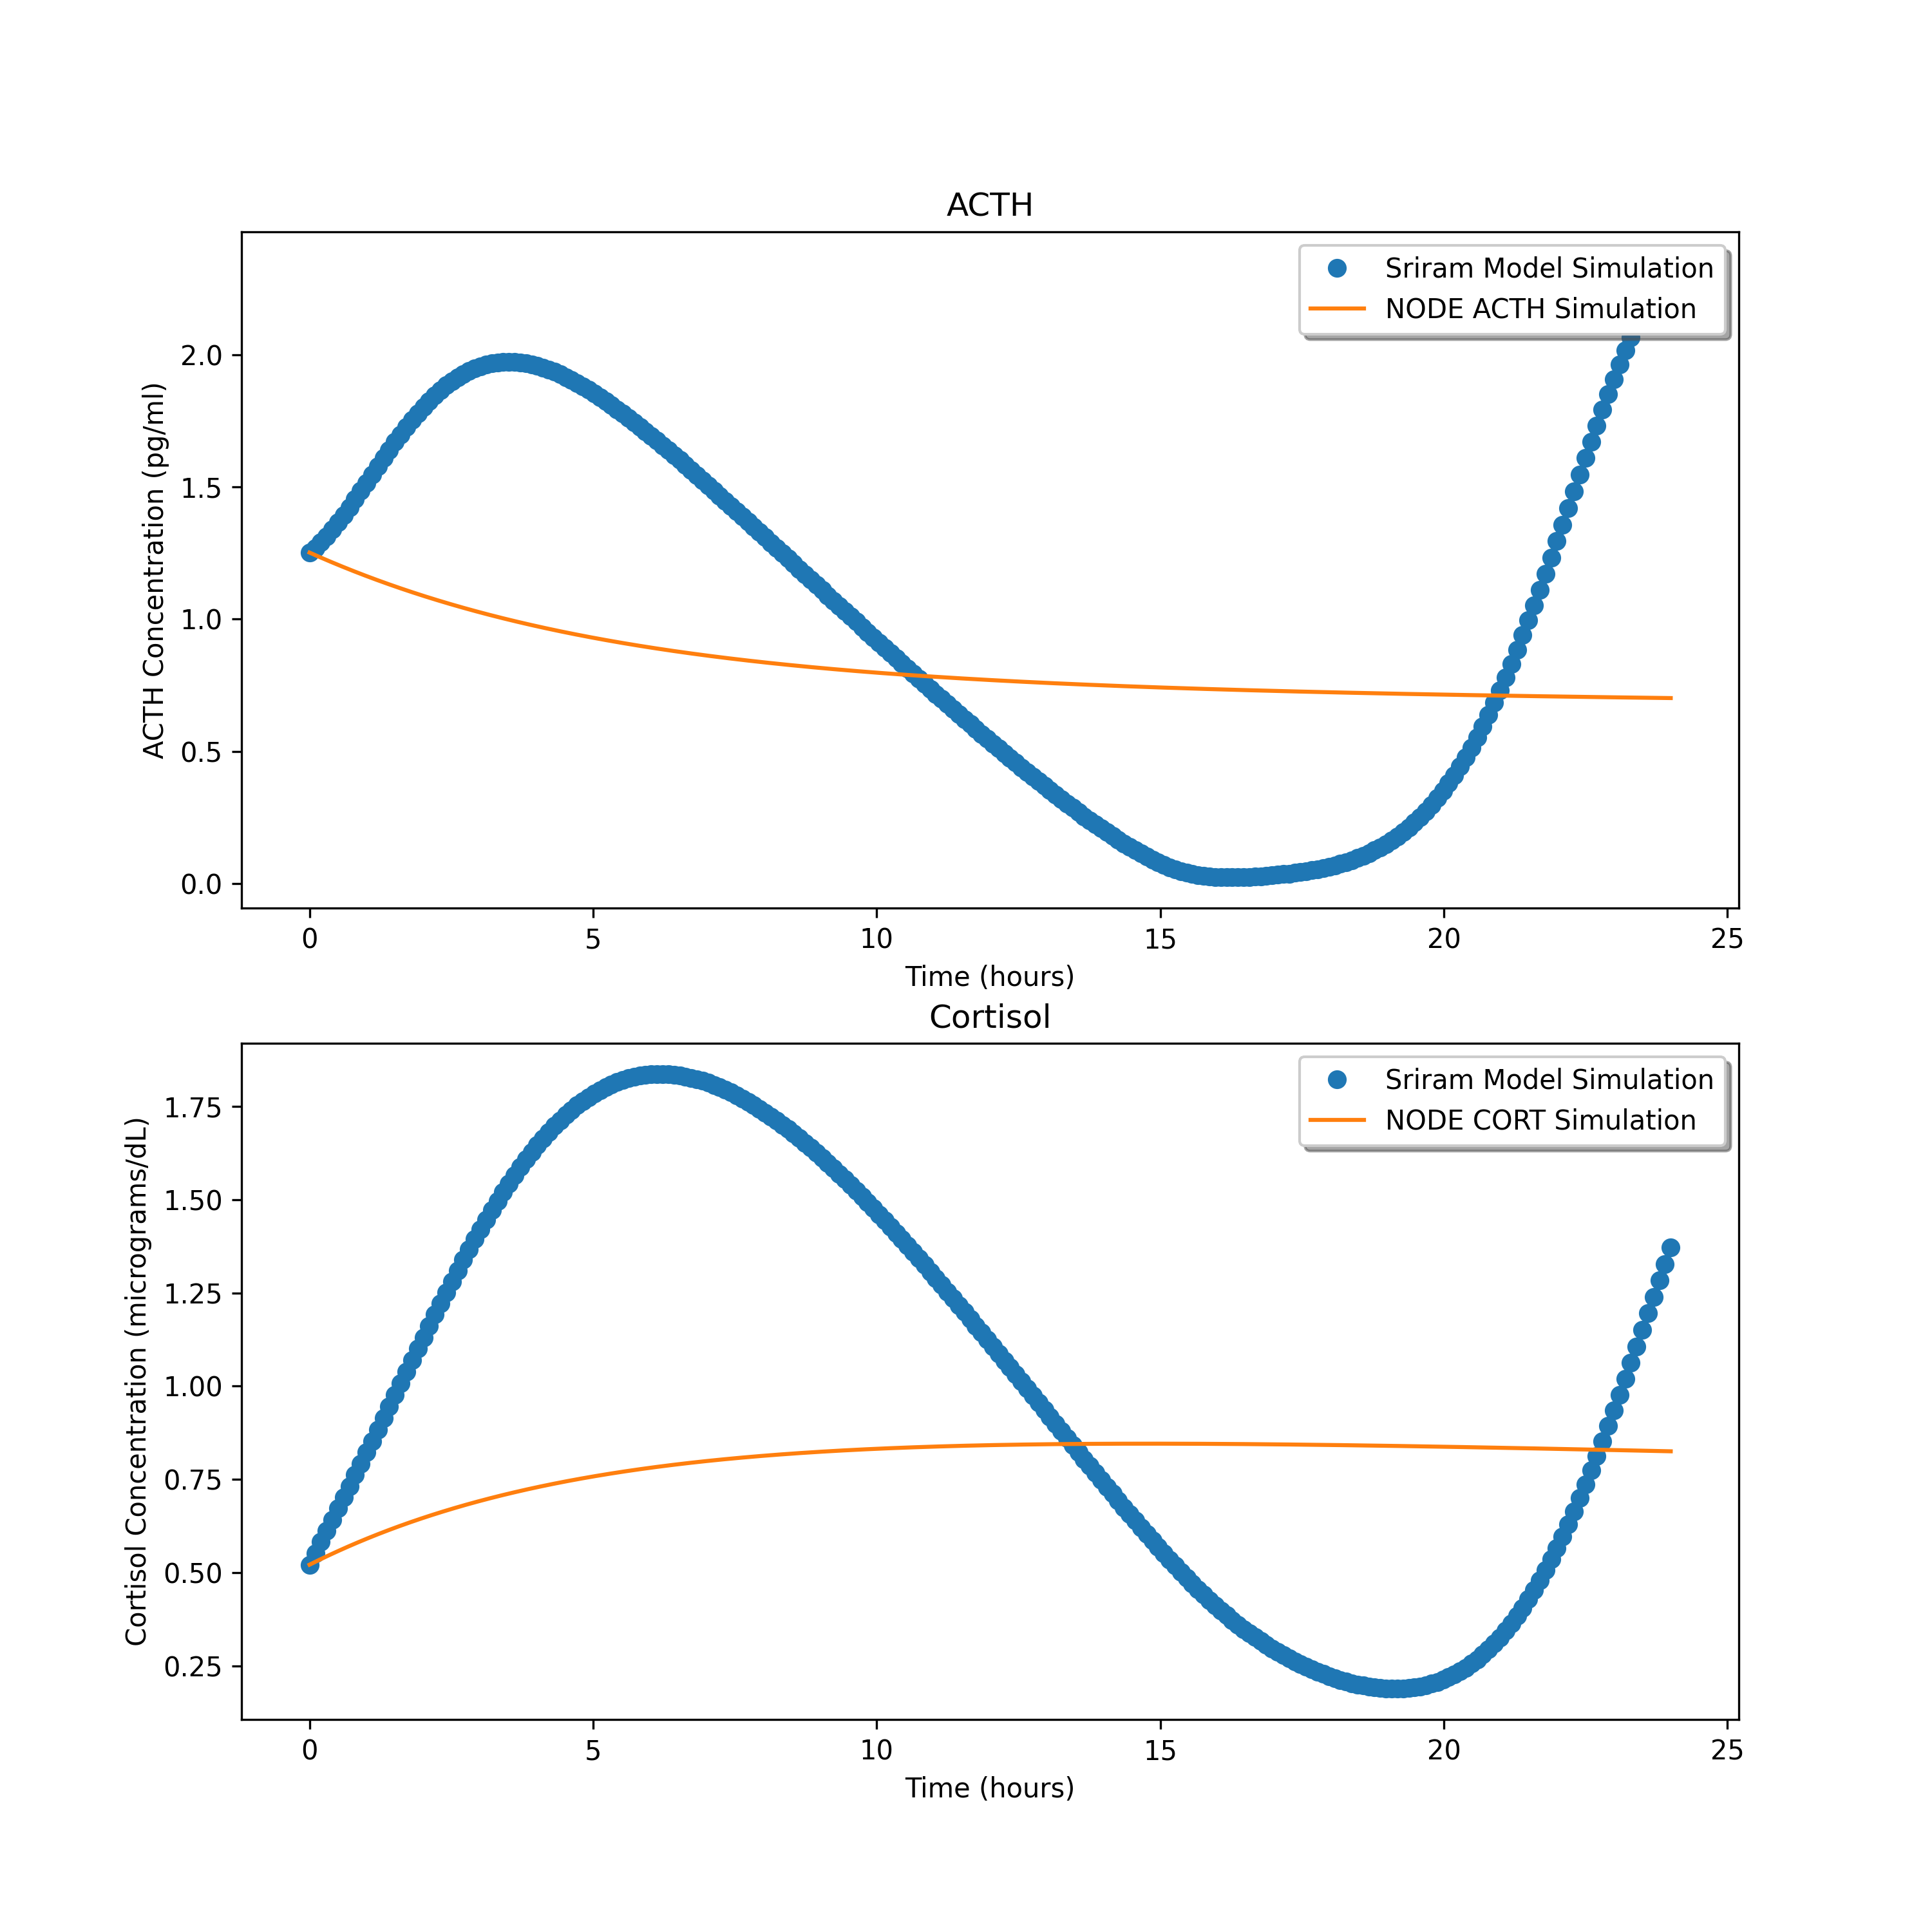 ACTH
Sriram Model Simulation
NODE ACTH Simulation
ACTH Concentration (pg/ml)
2.0
1.5
1.0
0.5
0.0
0 5 10 15 20 25
Time (hours)
Cortisol
Sriram Model Simulation
NODE CORT Simulation
Cortisol Concentration (micrograms/dL)
1.75
1.50
1.25
1.00
0.75
0.50
0.25
0 5 10 15 20 25
Time (hours)